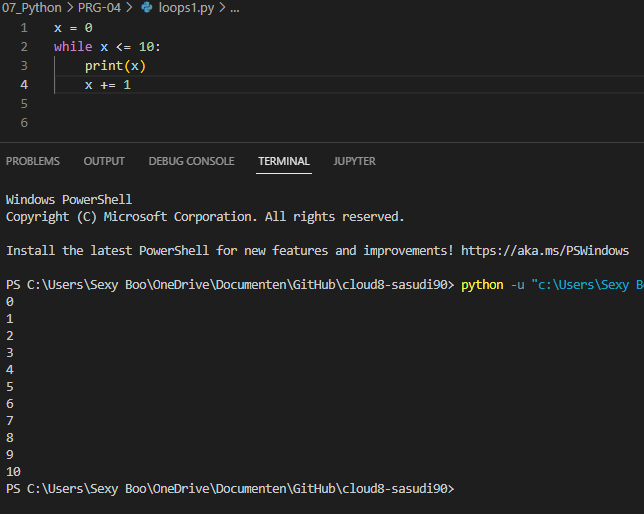 07_Python > PRG-04 > loops1.py > ...
1 x = 0
2 while x <= 10:
3     print(x)
4     x += 1
5
6
PROBLEMS OUTPUT DEBUG CONSOLE TERMINAL JUPYTER
Windows PowerShell
Copyright (C) Microsoft Corporation. All rights reserved.
Install the latest PowerShell for new features and improvements! https://aka.ms/PSWindows
PS C:\Users\Sexy Boo\OneDrive\Documenten\GitHub\cloud8-sasudi90> python -u "c:\Users\Sexy
0
1
2
3
4
5
6
7
8
9
10
PS C:\Users\Sexy Boo\OneDrive\Documenten\GitHub\cloud8-sasudi90>